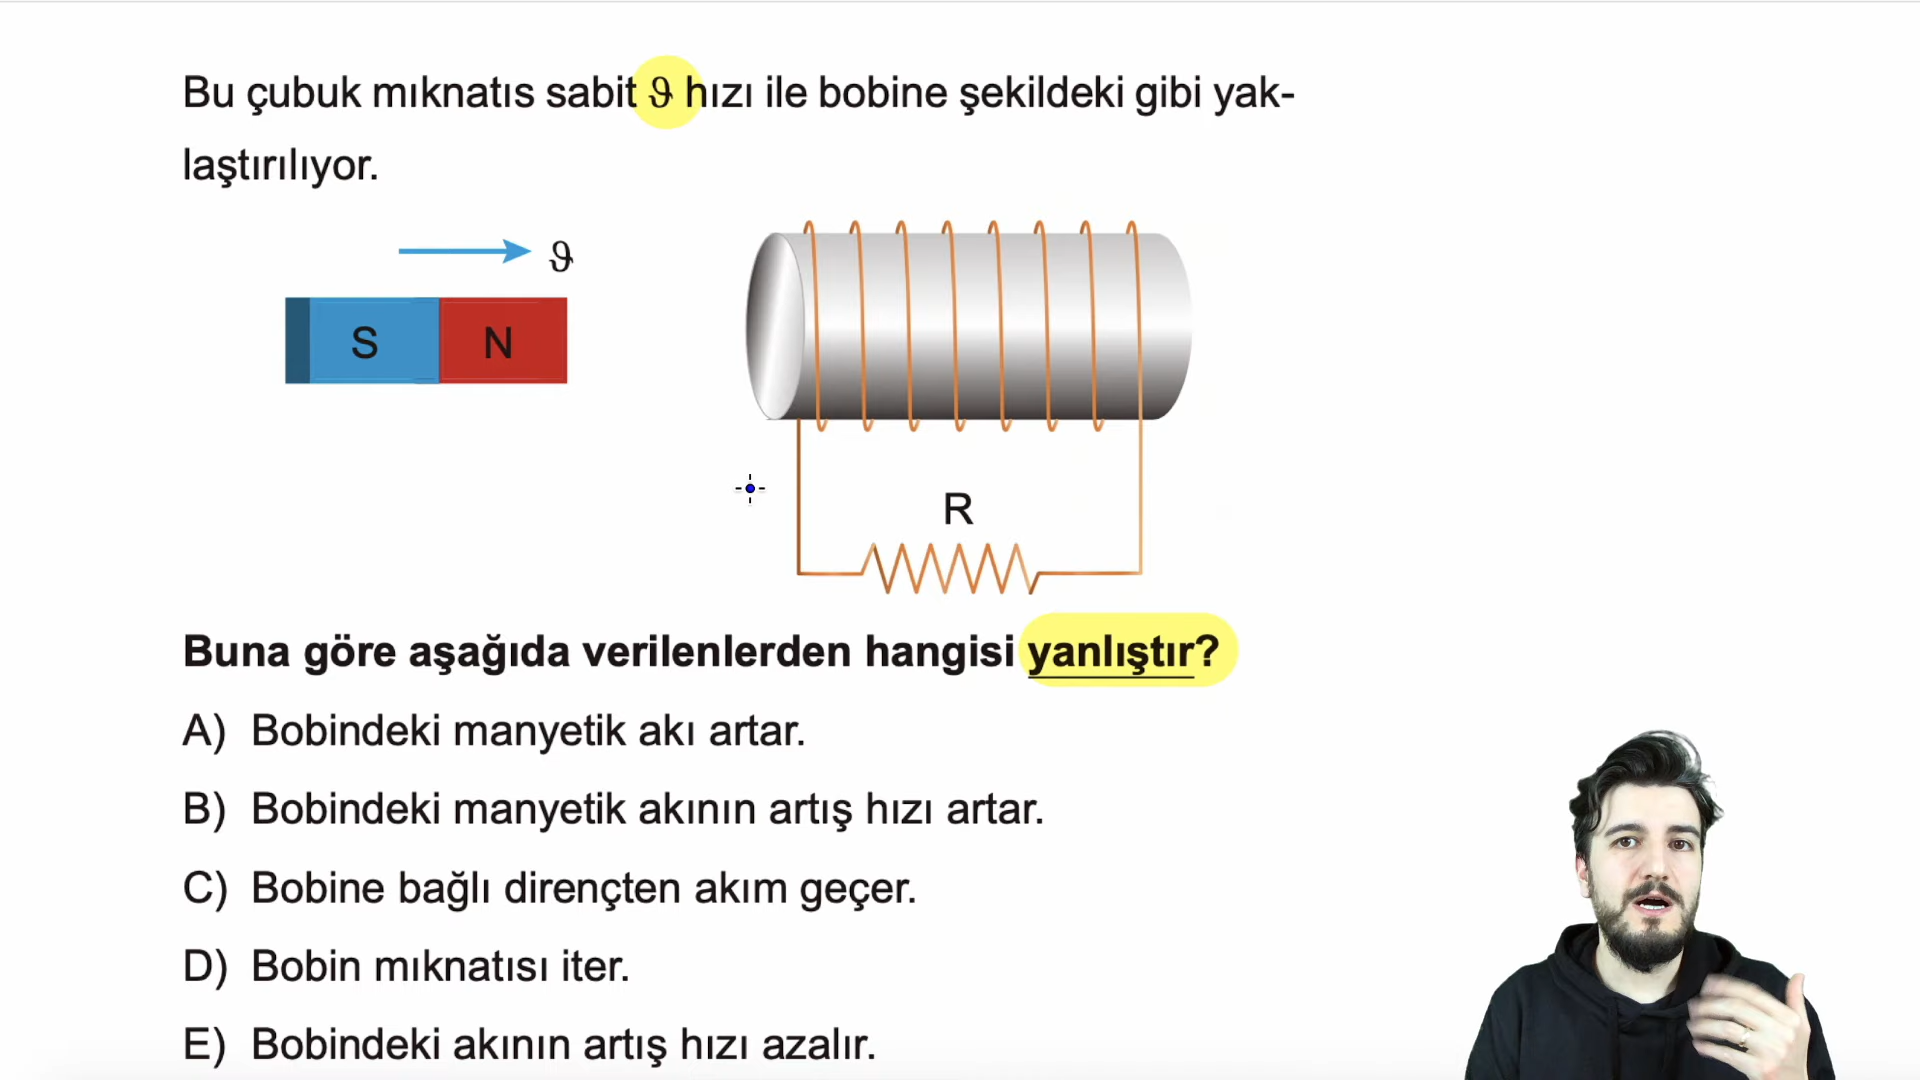 Bu çubuk mıknatıs sabit ϑ hızı ile bobine şekildeki gibi yak-
laştırılıyor.
ϑ
S N
R
Buna göre aşağıda verilenlerden hangisi yanlıştır?
A) Bobindeki manyetik akı artar.
B) Bobindeki manyetik akının artış hızı artar.
C) Bobine bağlı dirençten akım geçer.
D) Bobin mıknatısı iter.
E) Bobindeki akının artış hızı azalır.